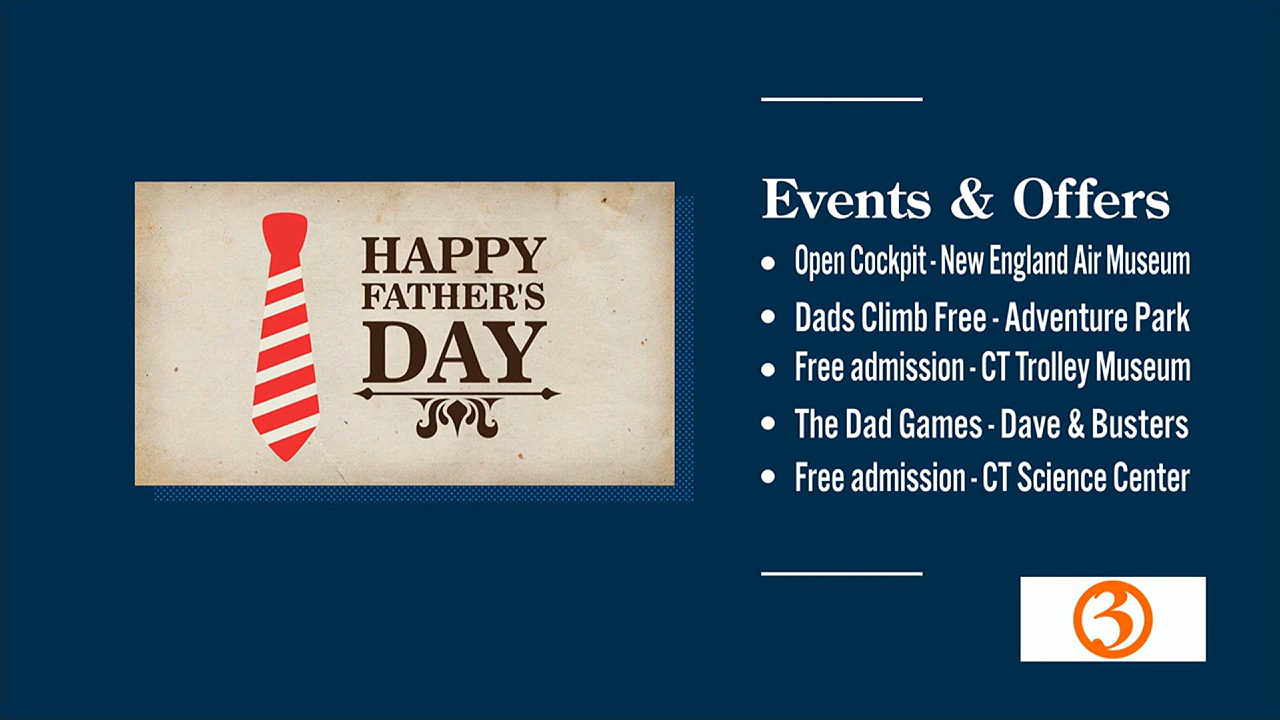 HAPPY
FATHER'S
DAY
Events & Offers
Open Cockpit - New England Air Museum
Dads Climb Free - Adventure Park
Free admission - CT Trolley Museum
The Dad Games - Dave & Busters
Free admission - CT Science Center
3